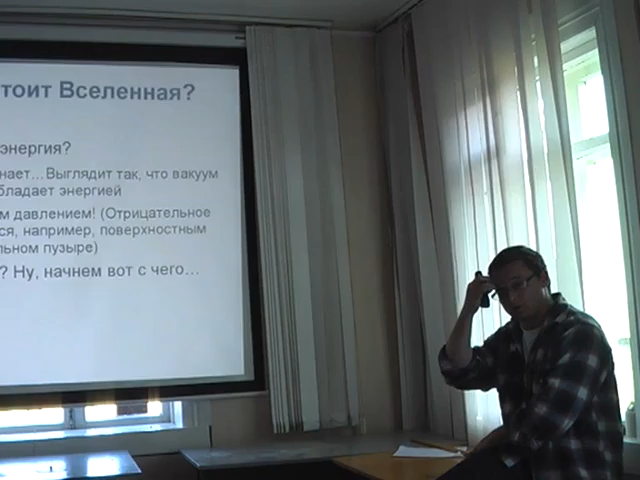 тоит Вселенная?
энергия?
нает...Выглядит так, что вакуум
бладает энергией
м давлением! (Отрицательное
ся, например, поверхностным
льном пузыре)
? Ну, начнем вот с чего...